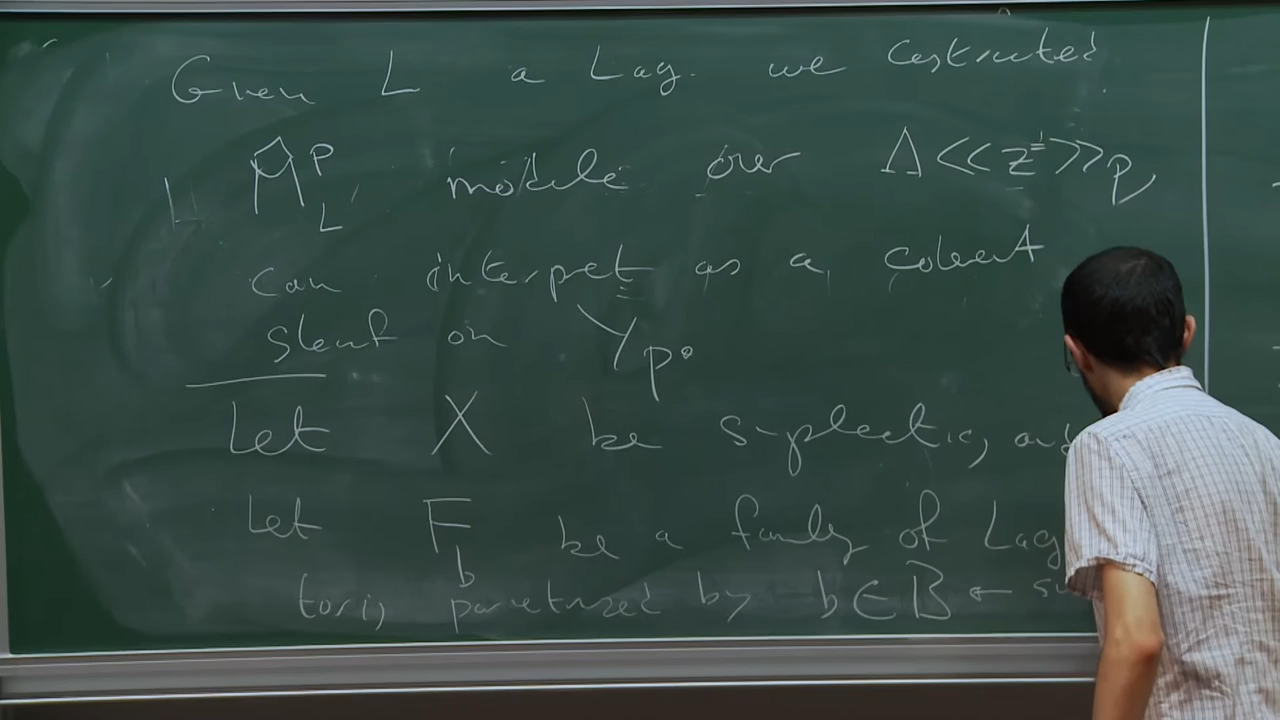 Given L a Lag. we constructed
M^P_L module over Λ<<z^±>>_P
can interpret as a coherent
sheaf on Y_P.
Let X be symplectic, and
Let F_b be a family of Lag
tori, parametrized by b∈B ←